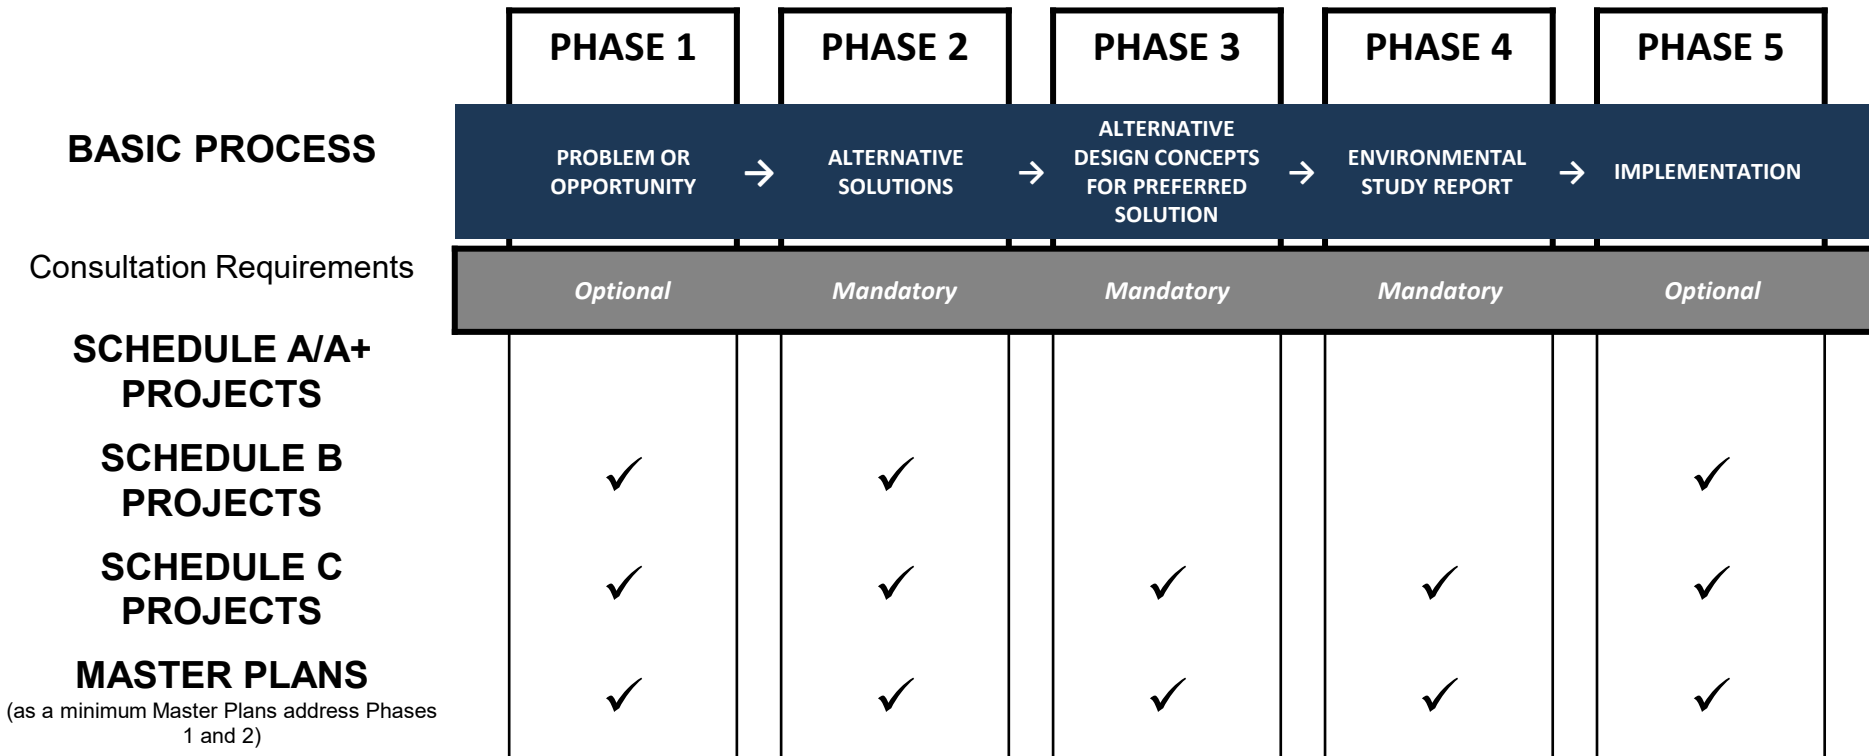 PHASE 1
PHASE 2
PHASE 3
PHASE 4
PHASE 5
BASIC PROCESS
PROBLEM OR
OPPORTUNITY
→
ALTERNATIVE
SOLUTIONS
→
ALTERNATIVE
DESIGN CONCEPTS
FOR PREFERRED
SOLUTION
→
ENVIRONMENTAL
STUDY REPORT
→
IMPLEMENTATION
Consultation Requirements
Optional
Mandatory
Mandatory
Mandatory
Optional
SCHEDULE A/A+
PROJECTS
SCHEDULE B
PROJECTS
✓ ✓ ✓
SCHEDULE C
PROJECTS
✓ ✓ ✓ ✓ ✓
MASTER PLANS
(as a minimum Master Plans address Phases
1 and 2)
✓ ✓ ✓ ✓ ✓